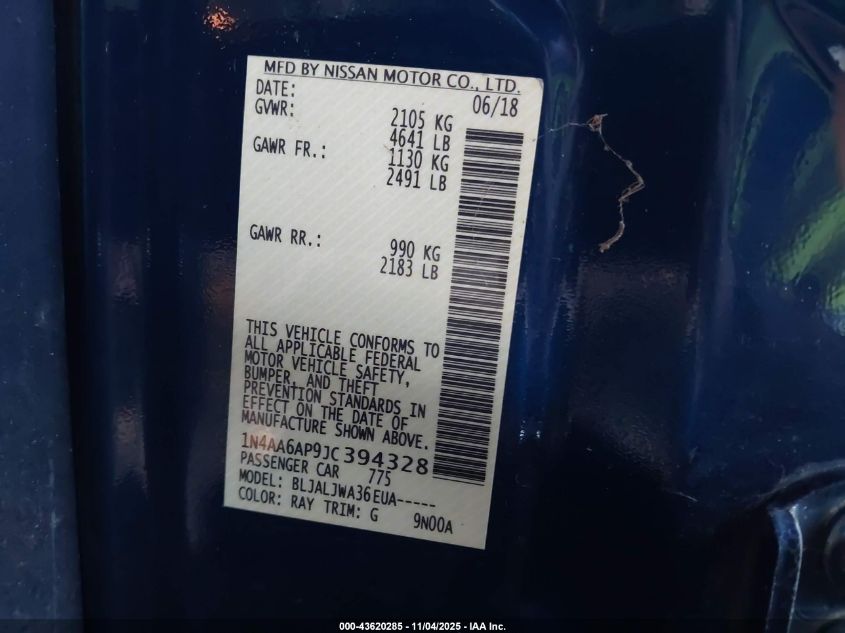 MFD BY NISSAN MOTOR CO., LTD.
DATE: 06/18
GVWR: 2105 KG
4641 LB
GAWR FR.: 1130 KG
2491 LB
GAWR RR.: 990 KG
2183 LB
THIS VEHICLE CONFORMS TO
ALL APPLICABLE FEDERAL
MOTOR VEHICLE SAFETY,
BUMPER, AND THEFT
PREVENTION STANDARDS IN
EFFECT ON THE DATE OF
MANUFACTURE SHOWN ABOVE.
1N4AA6AP9JC394328
PASSENGER CAR 775
MODEL: BLJALJWA36EUA-----
COLOR: RAY TRIM: G 9N00A
000-43620285 - 11/04/2025 - IAA Inc.